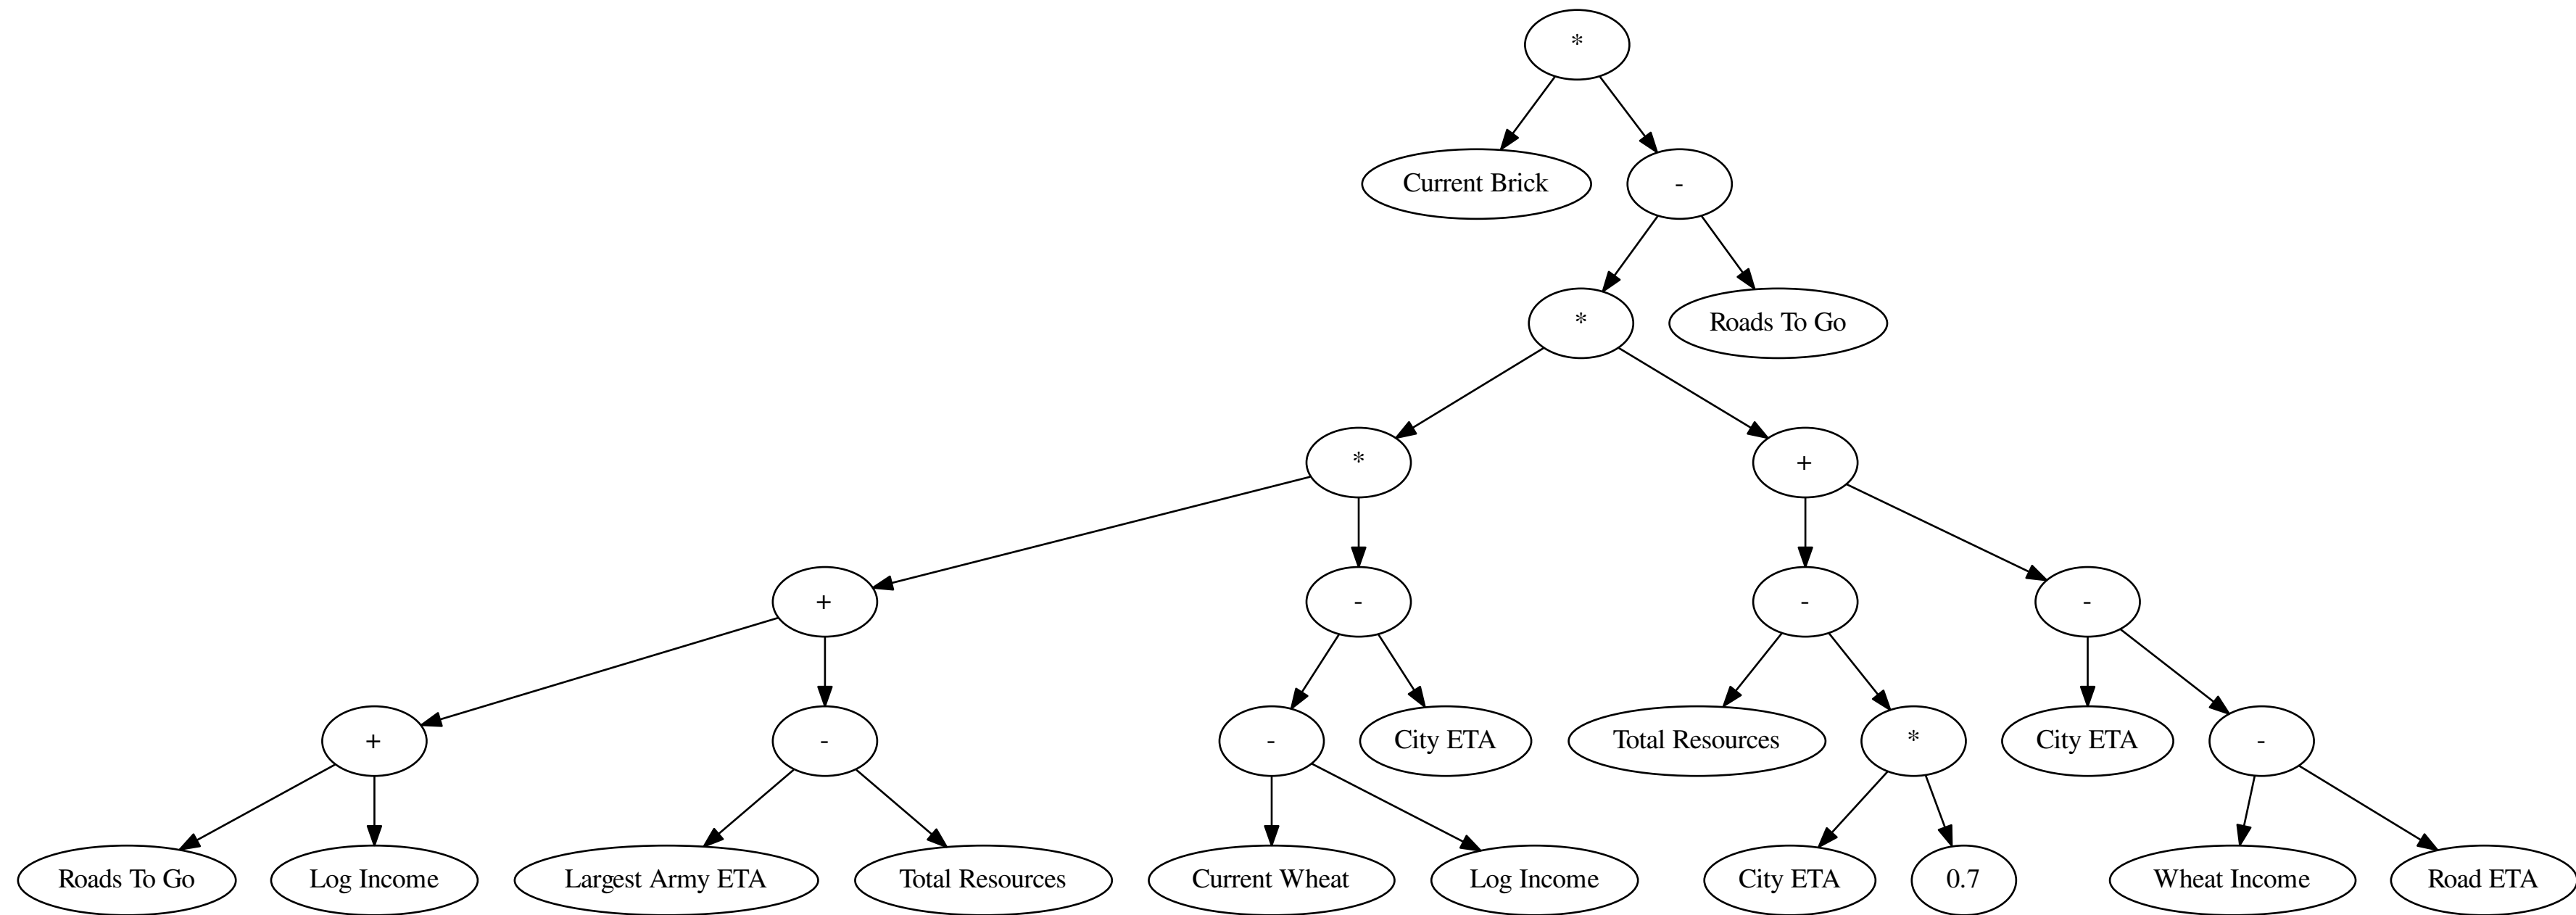 *
Current Brick
-
*
Roads To Go
*
+
+
-
-
-
+
-
-
City ETA
Total Resources
*
City ETA
-
Roads To Go
Log Income
Largest Army ETA
Total Resources
Current Wheat
Log Income
City ETA
0.7
Wheat Income
Road ETA